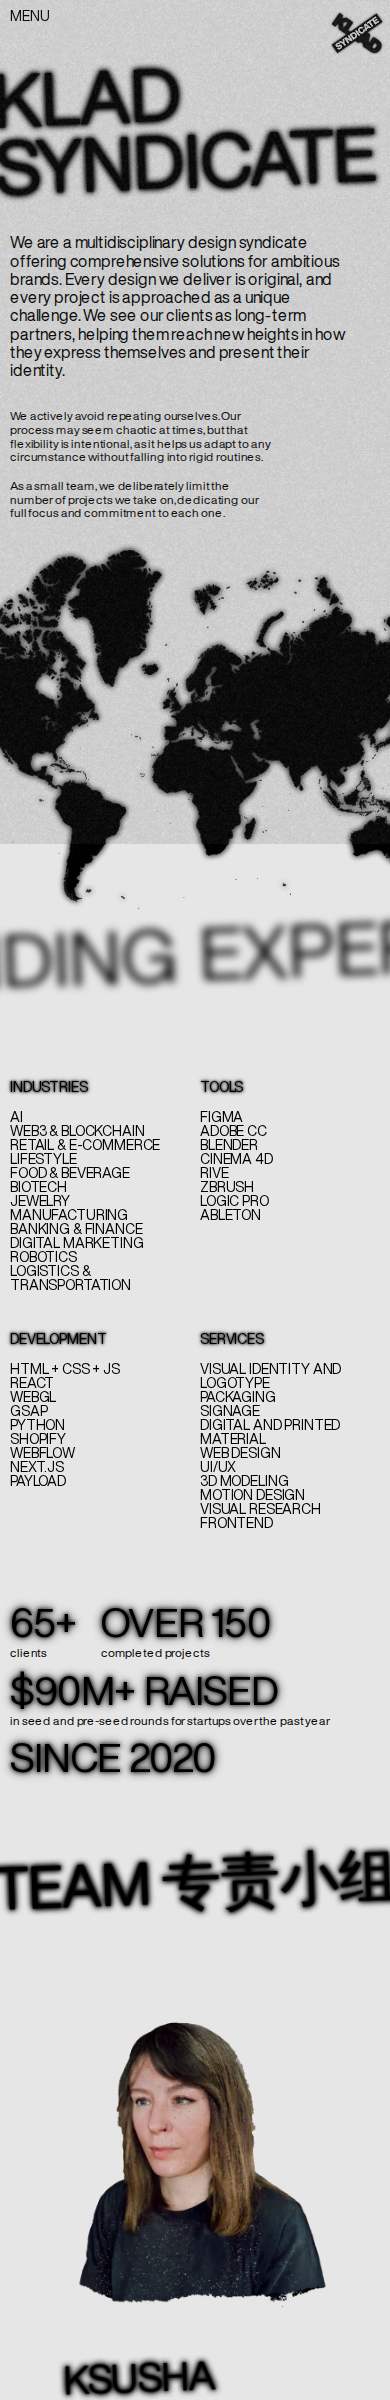 MENU
SYNDICATE
KLAD
SYNDICATE
We are a multidisciplinary design syndicate
offering comprehensive solutions for ambitious
brands. Every design we deliver is original, and
every project is approached as a unique
challenge. We see our clients as long-term
partners, helping them reach new heights in how
they express themselves and present their
identity.
We actively avoid repeating ourselves. Our
process may seem chaotic at times, but that
flexibility is intentional, as it helps us adapt to any
circumstance without falling into rigid routines.
As a small team, we deliberately limit the
number of projects we take on, dedicating our
full focus and commitment to each one.
NDING EXPER
INDUSTRIES
AI
WEB3 & BLOCKCHAIN
RETAIL & E-COMMERCE
LIFESTYLE
FOOD & BEVERAGE
BIOTECH
JEWELRY
MANUFACTURING
BANKING & FINANCE
DIGITAL MARKETING
ROBOTICS
LOGISTICS &
TRANSPORTATION
TOOLS
FIGMA
ADOBE CC
BLENDER
CINEMA 4D
RIVE
ZBRUSH
LOGIC PRO
ABLETON
DEVELOPMENT
HTML + CSS + JS
REACT
WEBGL
GSAP
PYTHON
SHOPIFY
WEBFLOW
NEXT.JS
PAYLOAD
SERVICES
VISUAL IDENTITY AND
LOGOTYPE
PACKAGING
SIGNAGE
DIGITAL AND PRINTED
MATERIAL
WEB DESIGN
UI/UX
3D MODELING
MOTION DESIGN
VISUAL RESEARCH
FRONTEND
65+ OVER 150
clients completed projects
$90M+ RAISED
in seed and pre-seed rounds for startups over the past year
SINCE 2020
TEAM 专责小组
KSUSHA